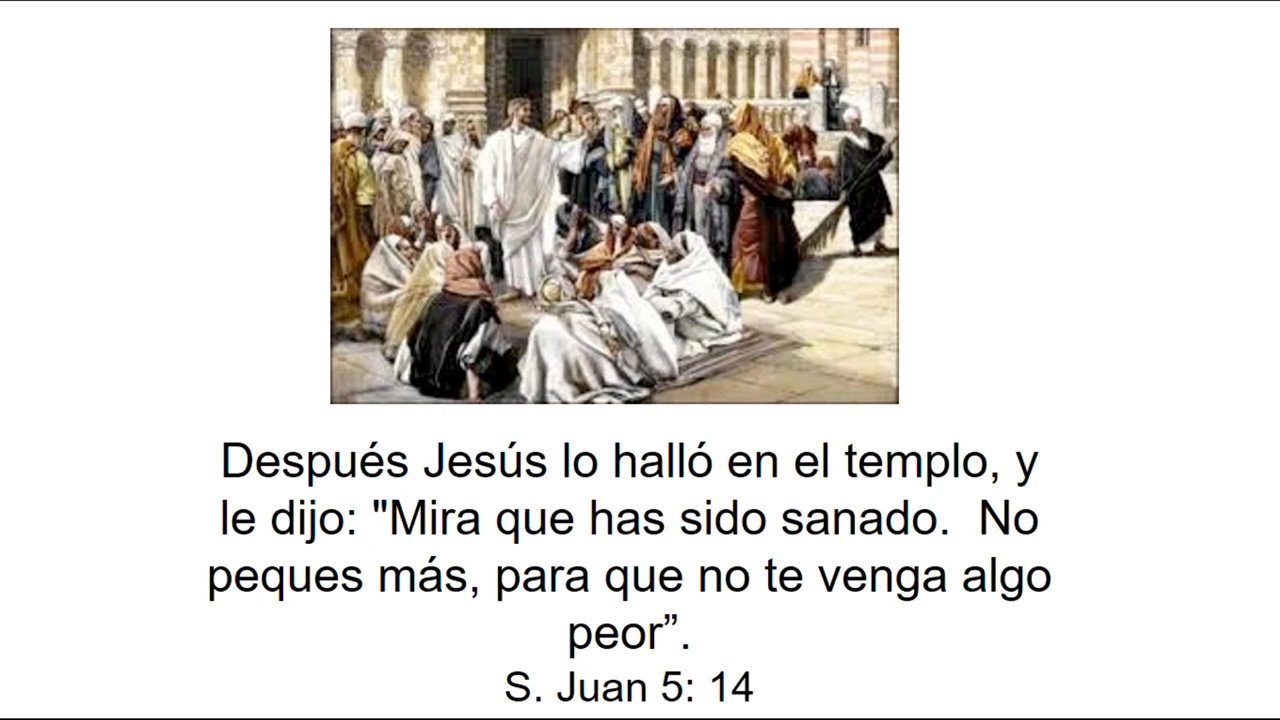 Después Jesús lo halló en el templo, y
le dijo: "Mira que has sido sanado.  No
peques más, para que no te venga algo
peor”.
S. Juan 5: 14